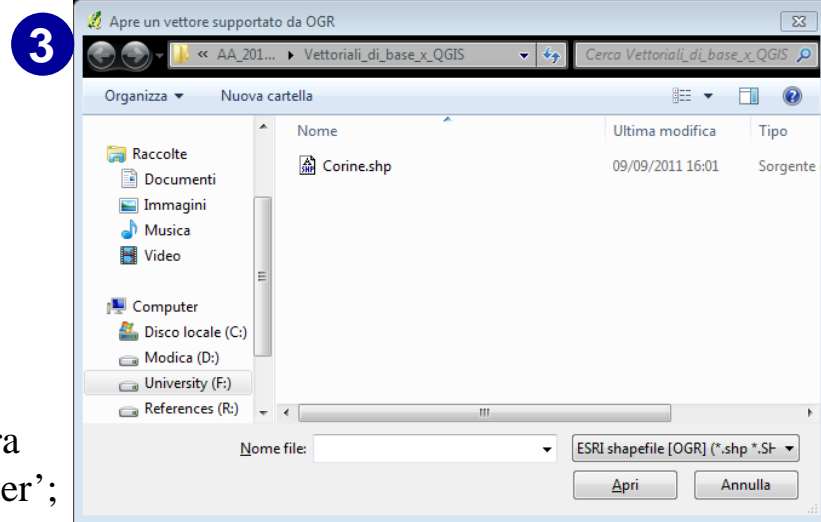 3
Apre un vettore supportato da OGR
« AA_201... Vettoriali_di_base_x_QGIS
Cerca Vettoriali_di_base_x_QGIS
Organizza
Nuova cartella
Nome
Ultima modifica
Tipo
Raccolte
Documenti
Immagini
Musica
Video
Computer
Disco locale (C:)
Modica (D:)
University (F:)
References (R:)
SHP
Corine.shp
09/09/2011 16:01
Sorgente
Nome file:
ESRI shapefile [OGR] (*.shp *.SH
Apri
Annulla
ra
er’;